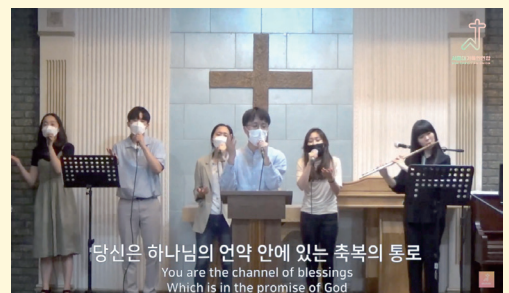 당신은 하나님의 언약 안에 있는 축복의 통로
You are the channel of blessings
Which is in the promise of God